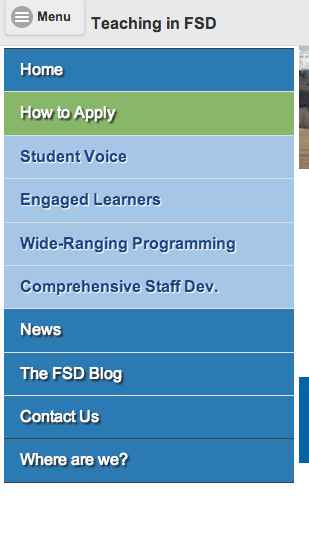 Menu
Teaching in FSD
Home
How to Apply
Student Voice
Engaged Learners
Wide-Ranging Programming
Comprehensive Staff Dev.
News
The FSD Blog
Contact Us
Where are we?